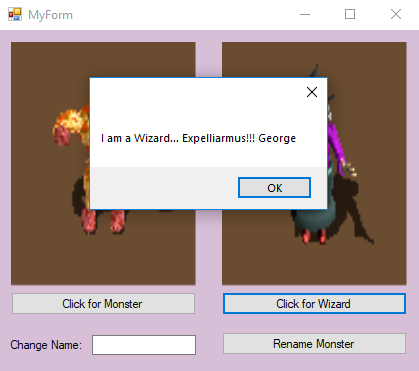 MyForm
I am a Wizard... Expelliarmus!!! George
OK
Click for Monster
Click for Wizard
Change Name:
Rename Monster